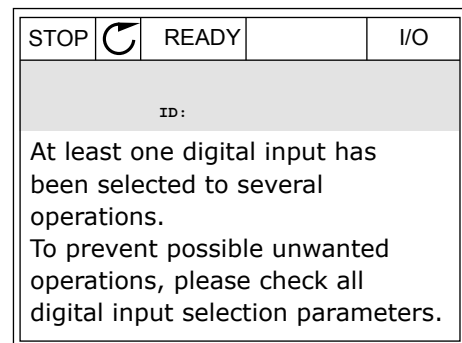 STOP READY I/O
ID:
At least one digital input has
been selected to several
operations.
To prevent possible unwanted
operations, please check all
digital input selection parameters.